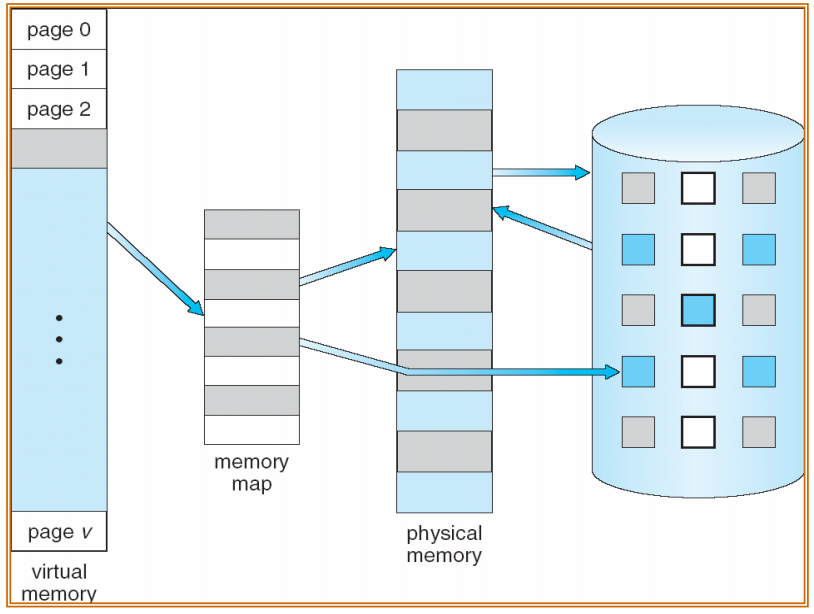 page 0
page 1
page 2
page v
virtual
memory
memory
map
physical
memory